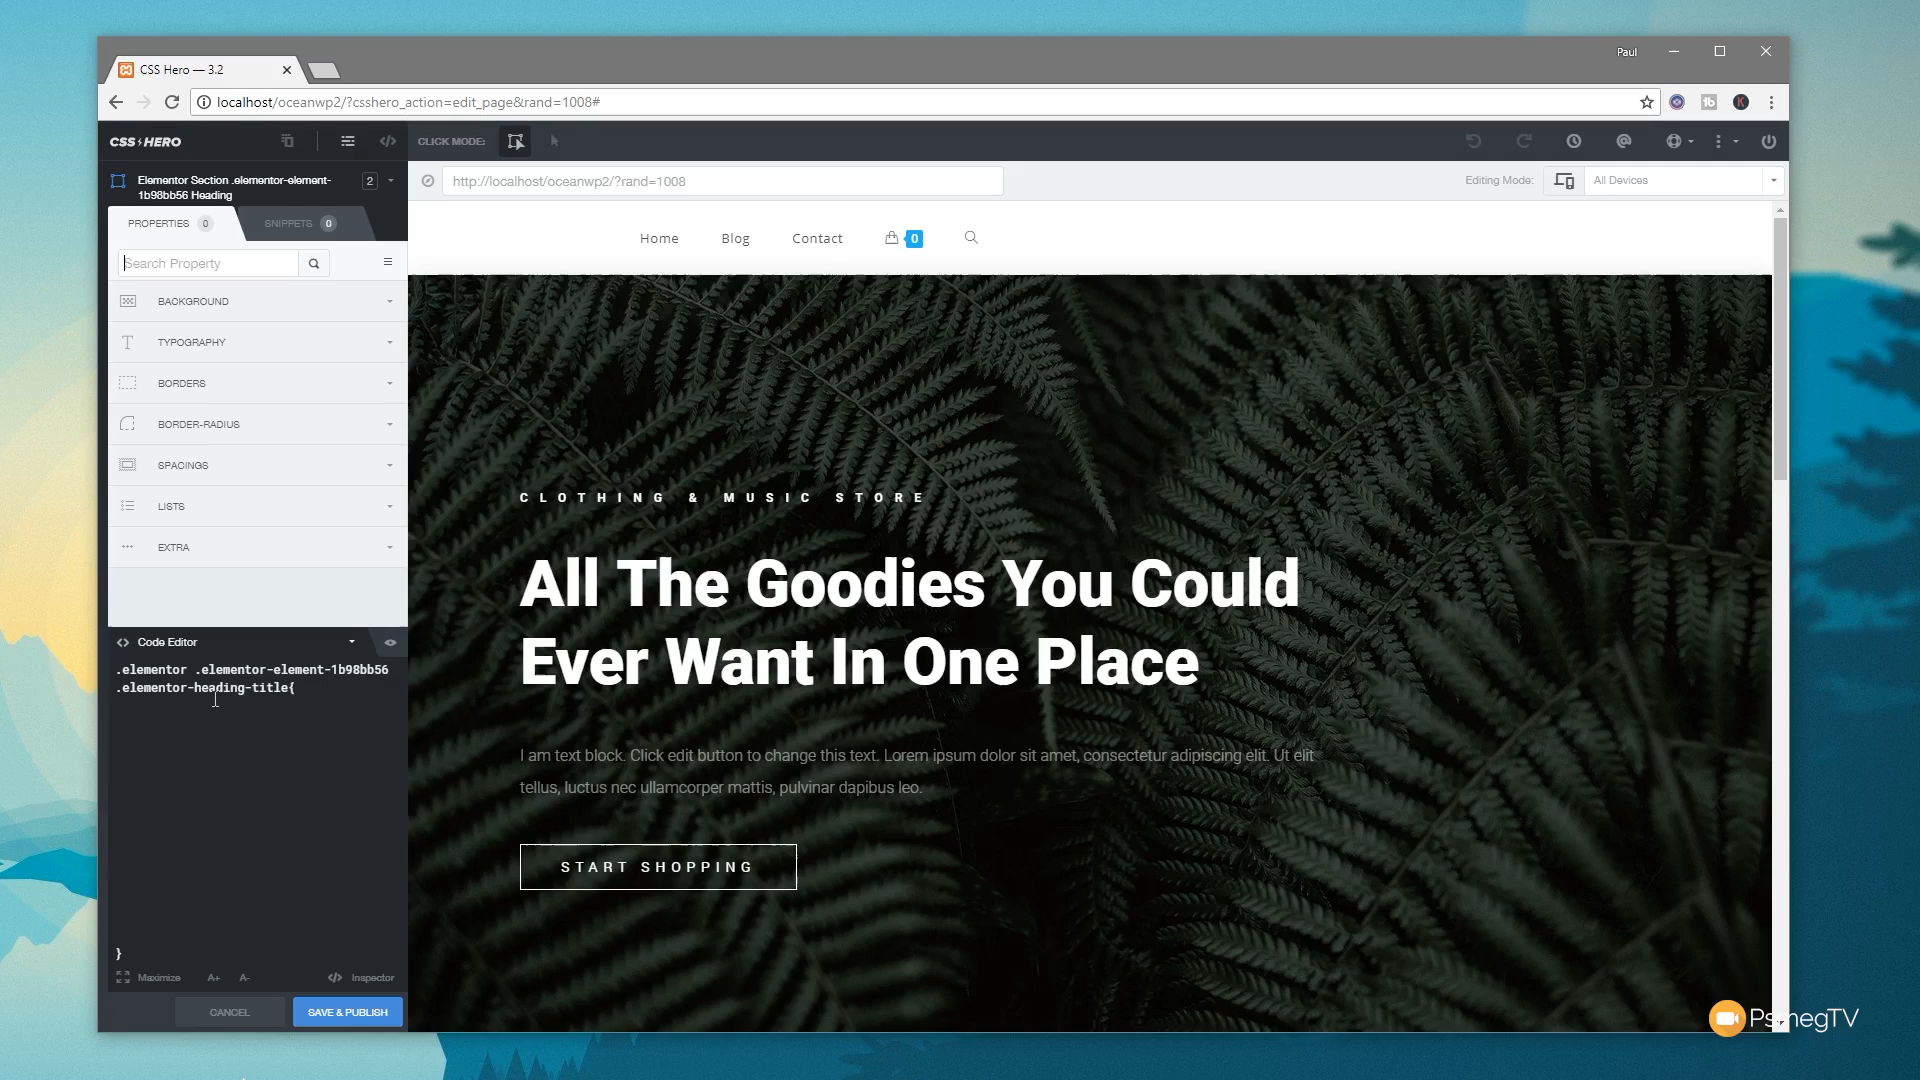 Paul
CSS Hero — 3.2
localhost/oceanwp2/?csshero_action=edit_page&rand=1008#
CSS HERO
CLICK MODE:
Elementor Section .elementor-element-
1b98bb56 Heading
2
http://localhost/oceanwp2/?rand=1008
Editing Mode:
All Devices
PROPERTIES 0
SNIPPETS 0
Search Property
BACKGROUND
TYPOGRAPHY
BORDERS
BORDER-RADIUS
SPACINGS
LISTS
EXTRA
Code Editor
.elementor .elementor-element-1b98bb56
.elementor-heading-title{
}
Maximize
A+
A-
Inspector
CANCEL
SAVE & PUBLISH
Home
Blog
Contact
0
CLOTHING & MUSIC STORE
All The Goodies You Could
Ever Want In One Place
I am text block. Click edit button to change this text. Lorem ipsum dolor sit amet, consectetur adipiscing elit. Ut elit
tellus, luctus nec ullamcorper mattis, pulvinar dapibus leo.
START SHOPPING